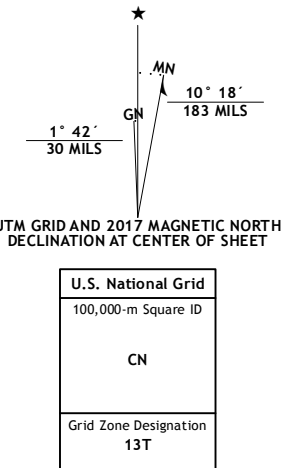 ★
MN
GN
10° 18´
183 MILS
1° 42´
30 MILS
UTM GRID AND 2017 MAGNETIC NORTH
DECLINATION AT CENTER OF SHEET
U.S. National Grid
100,000-m Square ID
CN
Grid Zone Designation
13T